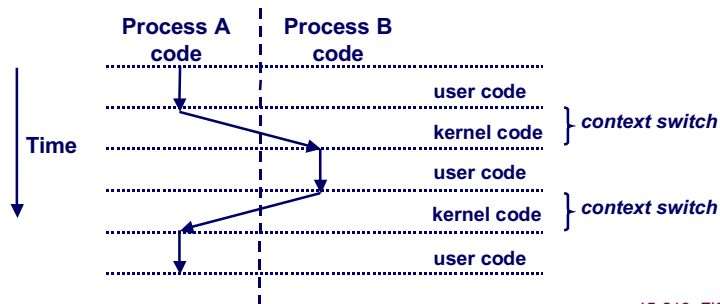 Process A
code
Process B
code
Time
user code
kernel code
context switch
user code
kernel code
context switch
user code